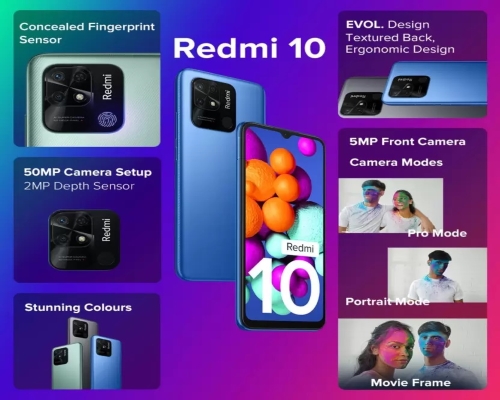 Concealed Fingerprint
Sensor
Redmi
Redmi 10
Redmi
EVOL. Design
Textured Back,
Ergonomic Design
50MP Camera Setup
2MP Depth Sensor
Redmi
5MP Front Camera
Camera Modes
Pro Mode
Portrait Mode
Movie Frame
Redmi
10
Stunning Colours